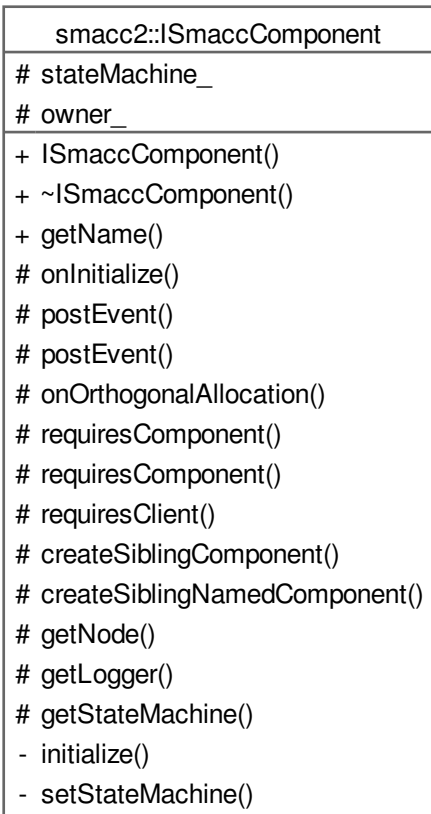 smacc2::ISmaccComponent
# stateMachine_
# owner_
+ ISmaccComponent()
+ ~ISmaccComponent()
+ getName()
# onInitialize()
# postEvent()
# postEvent()
# onOrthogonalAllocation()
# requiresComponent()
# requiresComponent()
# requiresClient()
# createSiblingComponent()
# createSiblingNamedComponent()
# getNode()
# getLogger()
# getStateMachine()
- initialize()
- setStateMachine()